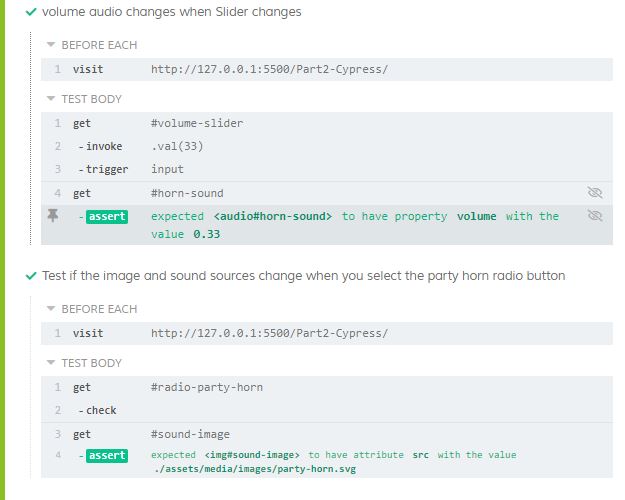 volume audio changes when Slider changes
BEFORE EACH
1 visit http://127.0.0.1:5500/Part2-Cypress/
TEST BODY
1 get #volume-slider
2 -invoke .val(33)
3 -trigger input
4 get #horn-sound
-assert expected <audio#horn-sound> to have property volume with the
value 0.33
Test if the image and sound sources change when you select the party horn radio button
BEFORE EACH
1 visit http://127.0.0.1:5500/Part2-Cypress/
TEST BODY
1 get #radio-party-horn
2 -check
3 get #sound-image
4 -assert expected <img#sound-image> to have attribute src with the value
./assets/media/images/party-horn.svg